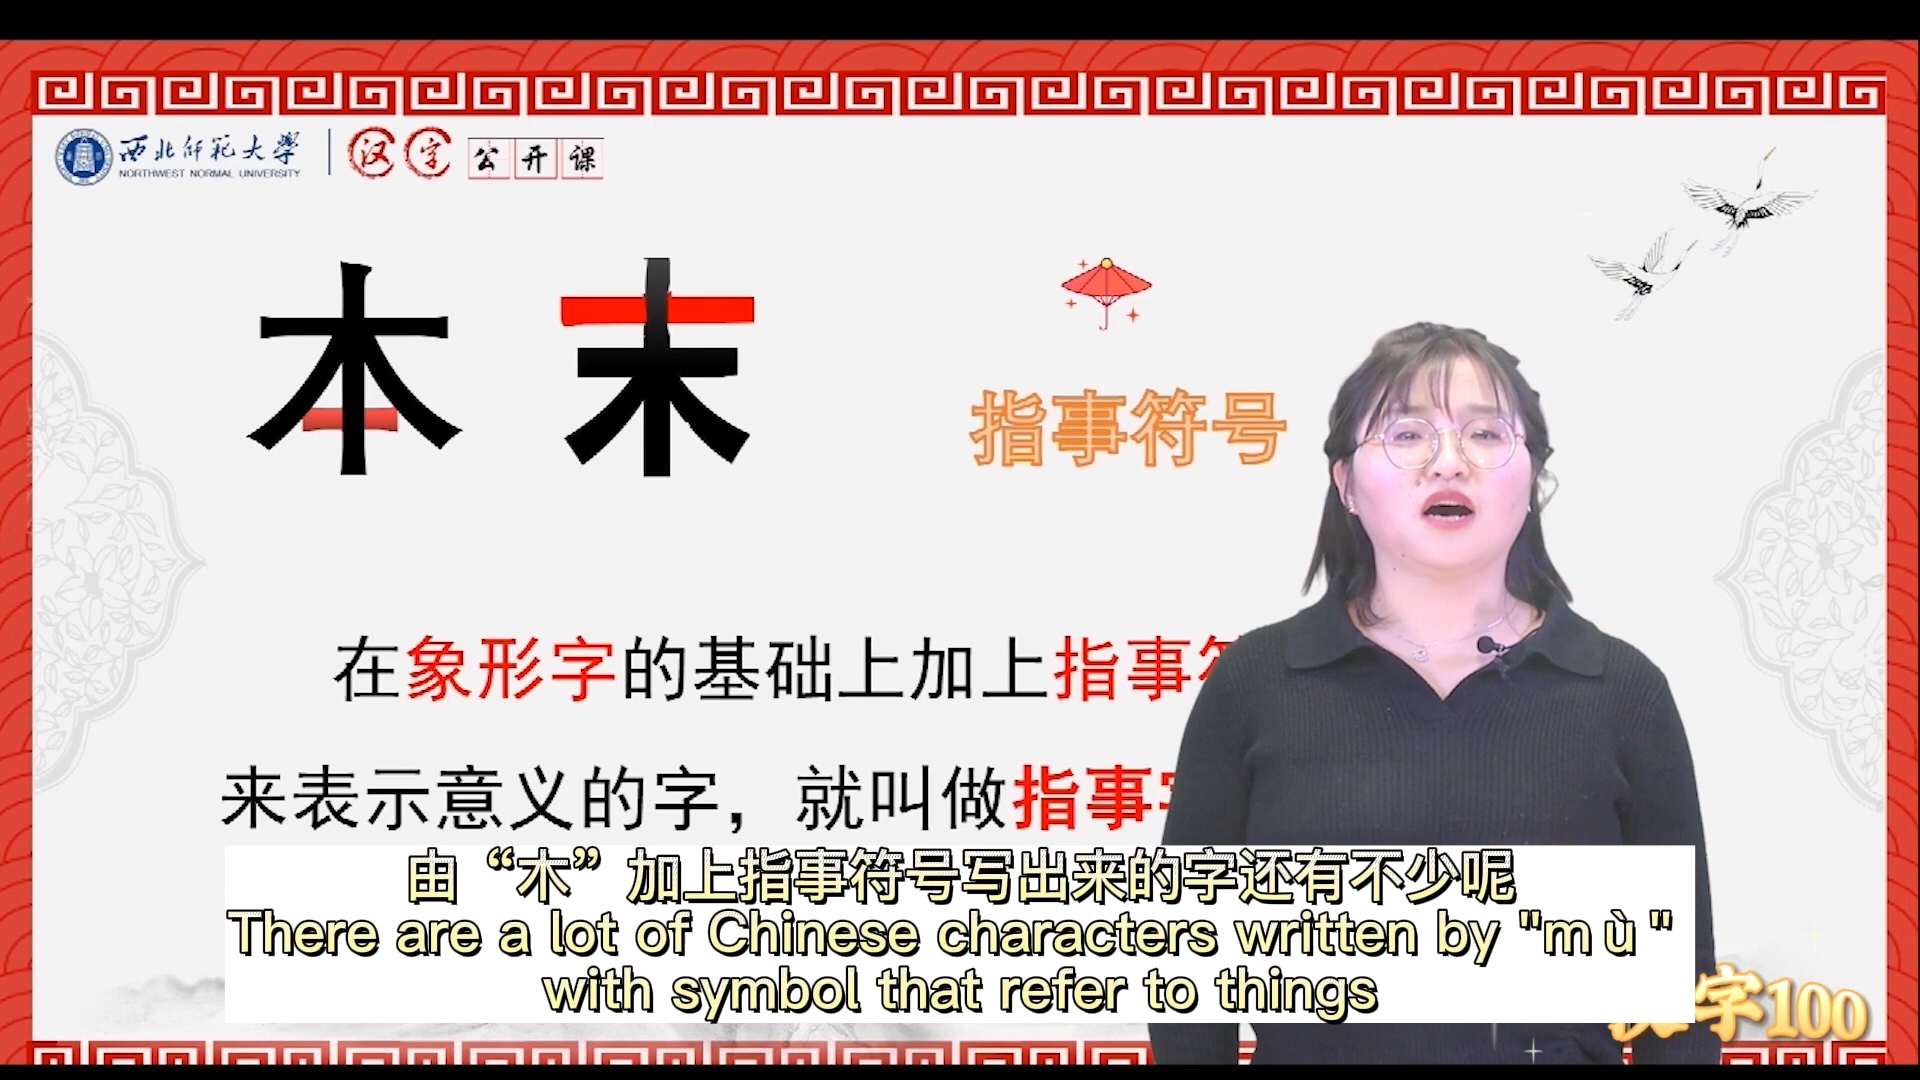 西北师范大学
NORTHWEST NORMAL UNIVERSITY
汉字
公开课
本 末
指事符号
在象形字的基础上加上指事
来表示意义的字，就叫做指事
由“木”加上指事符号写出来的字还有不少呢
There are a lot of Chinese characters written by "mù"
with symbol that refer to things
字100